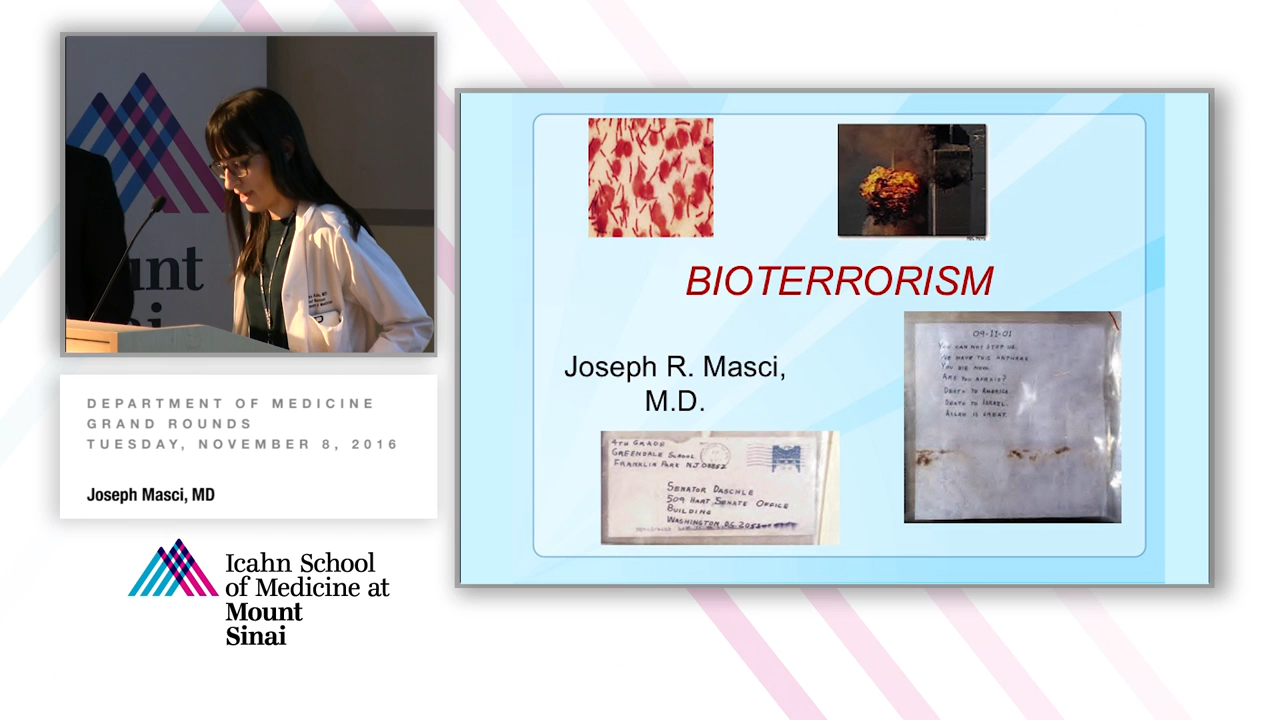 unt
Sinai
DEPARTMENT OF MEDICINE
GRAND ROUNDS
TUESDAY, NOVEMBER 8, 2016
Joseph Masci, MD
Icahn School
of Medicine at
Mount
Sinai
BIOTERRORISM
Joseph R. Masci,
M.D.
09-11-01
YOU CAN NOT STOP US.
WE HAVE THIS ANTHRAX.
YOU DIE NOW.
ARE YOU AFRAID?
DEATH TO AMERICA.
DEATH TO ISRAEL.
ALLAH IS GREAT.
4TH GRADE
GREENDALE SCHOOL
FRANKLIN PARK NJ 08852
SENATOR DASCHLE
509 HART SENATE OFFICE
BUILDING
WASHINGTON, D.C. 205